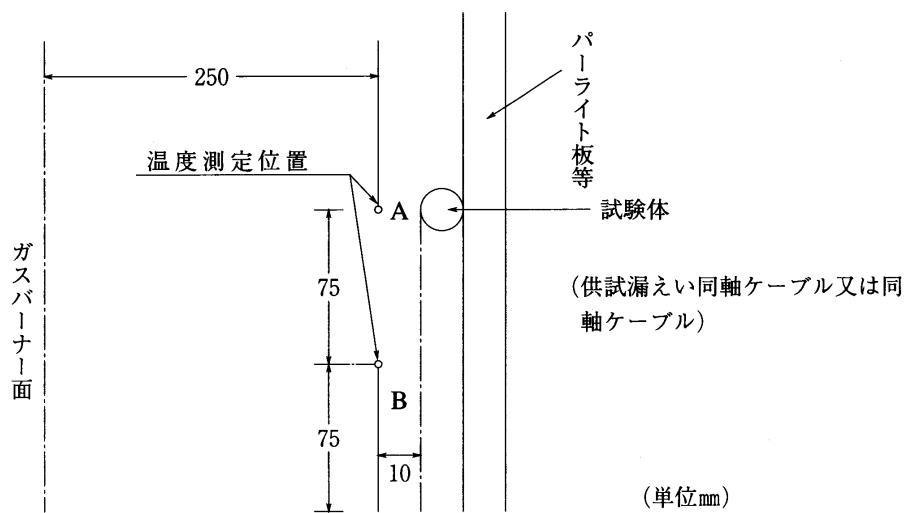 250
パーライト板等
温度測定位置
A
試験体
ガスバーナー面
75
(供試漏えい同軸ケーブル又は同
軸ケーブル)
B
75
10
(単位㎜)